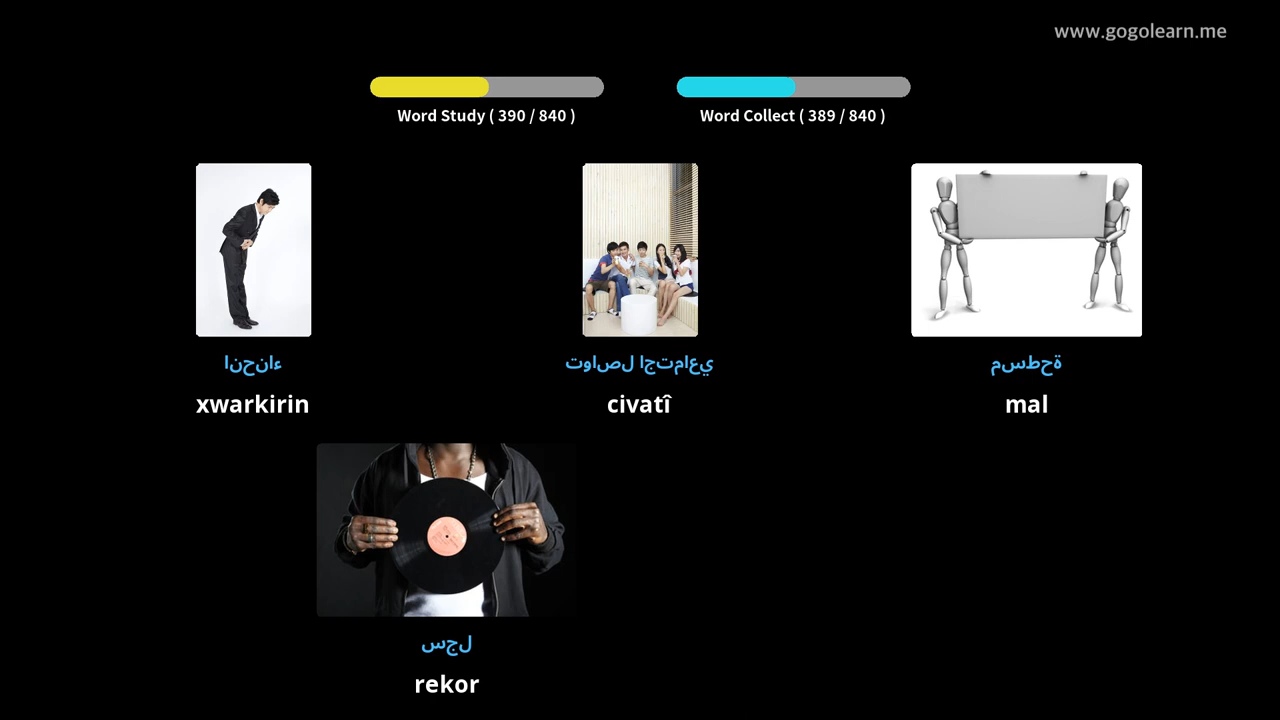 www.gogolearn.me
Word Study ( 390 / 840 )
Word Collect ( 389 / 840 )
انحناء
تواصل اجتماعي
مسطحة
xwarkirin
civatî
mal
سجل
rekor